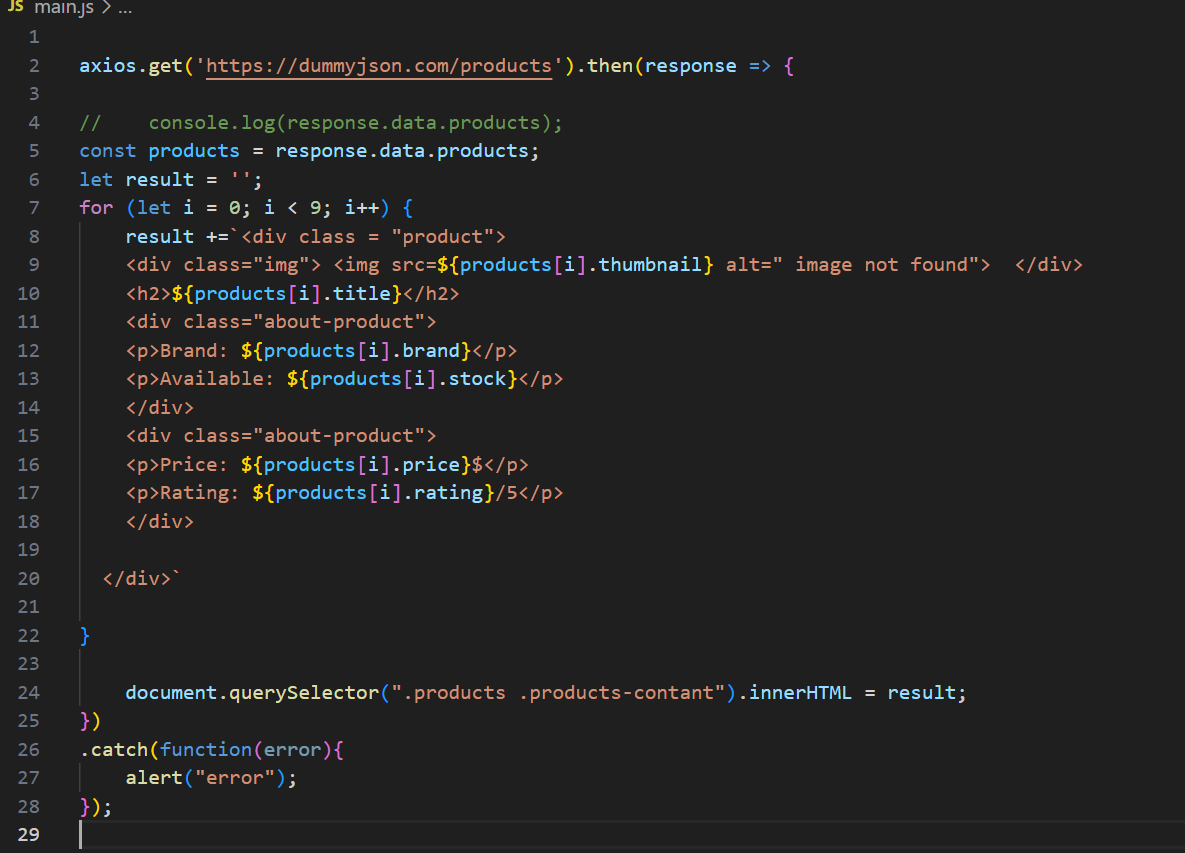 JS main.js > ...
1
2 axios.get('https://dummyjson.com/products').then(response => {
3
4 //    console.log(response.data.products);
5 const products = response.data.products;
6 let result = '';
7 for (let i = 0; i < 9; i++) {
8     result +=`<div class = "product">
9     <div class="img"> <img src=${products[i].thumbnail} alt=" image not found">  </div>
10     <h2>${products[i].title}</h2>
11     <div class="about-product">
12     <p>Brand: ${products[i].brand}</p>
13     <p>Available: ${products[i].stock}</p>
14     </div>
15     <div class="about-product">
16     <p>Price: ${products[i].price}$</p>
17     <p>Rating: ${products[i].rating}/5</p>
18     </div>
19
20   </div>`
21
22 }
23
24     document.querySelector(".products .products-contant").innerHTML = result;
25 })
26 .catch(function(error){
27     alert("error");
28 });
29